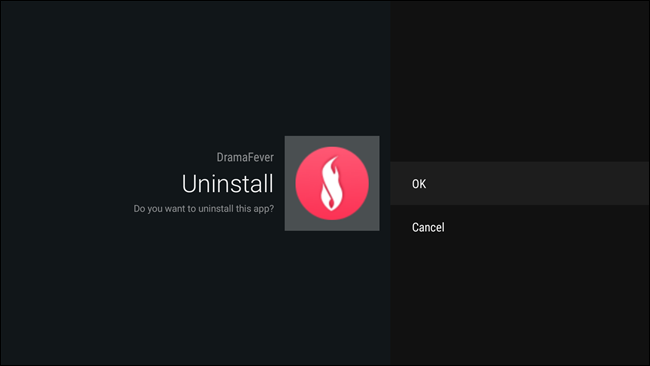 DramaFever
Uninstall
Do you want to uninstall this app?
OK
Cancel